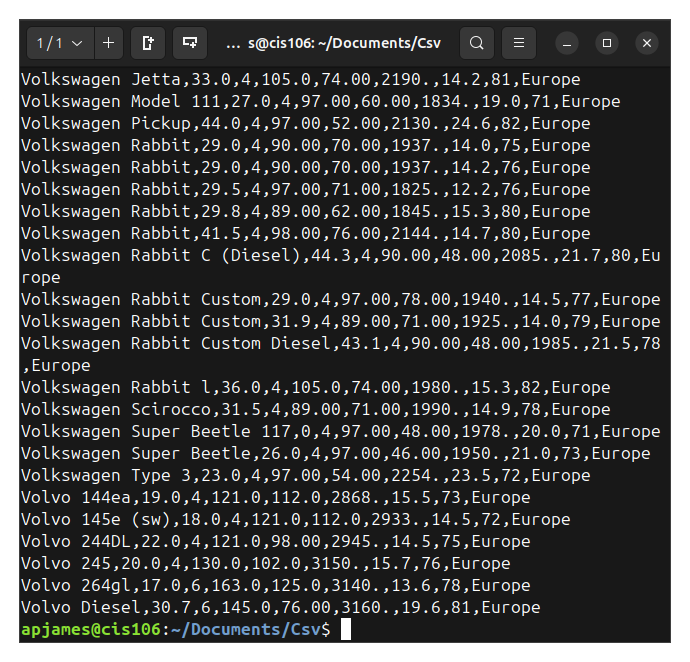 1/1
… s@cis106: ~/Documents/Csv
Volkswagen Jetta,33.0,4,105.0,74.00,2190.,14.2,81,Europe
Volkswagen Model 111,27.0,4,97.00,60.00,1834.,19.0,71,Europe
Volkswagen Pickup,44.0,4,97.00,52.00,2130.,24.6,82,Europe
Volkswagen Rabbit,29.0,4,90.00,70.00,1937.,14.0,75,Europe
Volkswagen Rabbit,29.0,4,90.00,70.00,1937.,14.2,76,Europe
Volkswagen Rabbit,29.5,4,97.00,71.00,1825.,12.2,76,Europe
Volkswagen Rabbit,29.8,4,89.00,62.00,1845.,15.3,80,Europe
Volkswagen Rabbit,41.5,4,98.00,76.00,2144.,14.7,80,Europe
Volkswagen Rabbit C (Diesel),44.3,4,90.00,48.00,2085.,21.7,80,Eu
rope
Volkswagen Rabbit Custom,29.0,4,97.00,78.00,1940.,14.5,77,Europe
Volkswagen Rabbit Custom,31.9,4,89.00,71.00,1925.,14.0,79,Europe
Volkswagen Rabbit Custom Diesel,43.1,4,90.00,48.00,1985.,21.5,78
,Europe
Volkswagen Rabbit l,36.0,4,105.0,74.00,1980.,15.3,82,Europe
Volkswagen Scirocco,31.5,4,89.00,71.00,1990.,14.9,78,Europe
Volkswagen Super Beetle 117,0,4,97.00,48.00,1978.,20.0,71,Europe
Volkswagen Super Beetle,26.0,4,97.00,46.00,1950.,21.0,73,Europe
Volkswagen Type 3,23.0,4,97.00,54.00,2254.,23.5,72,Europe
Volvo 144ea,19.0,4,121.0,112.0,2868.,15.5,73,Europe
Volvo 145e (sw),18.0,4,121.0,112.0,2933.,14.5,72,Europe
Volvo 244DL,22.0,4,121.0,98.00,2945.,14.5,75,Europe
Volvo 245,20.0,4,130.0,102.0,3150.,15.7,76,Europe
Volvo 264gl,17.0,6,163.0,125.0,3140.,13.6,78,Europe
Volvo Diesel,30.7,6,145.0,76.00,3160.,19.6,81,Europe
apjames@cis106:~/Documents/Csv$